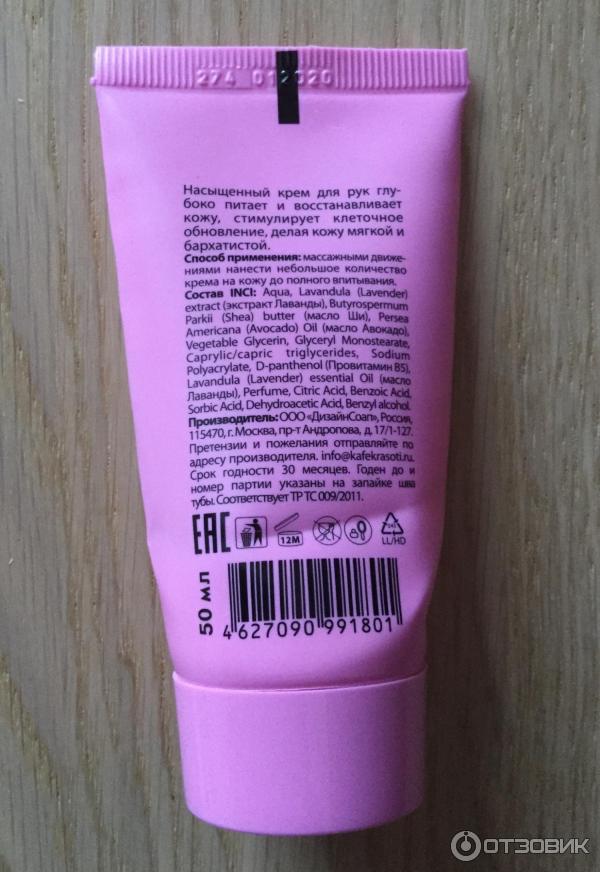 274 012020
Насыщенный крем для рук глу-
боко питает и восстанавливает
кожу, стимулирует клеточное
обновление, делая кожу мягкой и
бархатистой.
Способ применения: массажными движе-
ниями нанести небольшое количество
крема на кожу до полного впитывания.
Состав INCI: Aqua, Lavandula (Lavender)
extract (экстракт Лаванды), Butyrospermum
Parkii (Shea) butter (масло Ши), Persea
Americana (Avocado) Oil (масло Авокадо),
Vegetable Glycerin, Glyceryl Monostearate,
Caprylic/capric triglycerides, Sodium
Polyacrylate, D-panthenol (Провитамин B5),
Lavandula (Lavender) essential Oil (масло
Лаванды), Perfume, Citric Acid, Benzoic Acid,
Sorbic Acid, Dehydroacetic Acid, Benzyl alcohol.
Производитель: ООО «ДизайнСоап», Россия,
115470, г. Москва, пр-т Андропова, д. 17/1-127.
Претензии и пожелания отправляйте по
адресу производителя. info@kafekrasoti.ru.
Срок годности 30 месяцев. Годен до и
номер партии указаны на запайке шва
тубы. Соответствует ТР ТС 009/2011.
EAC
12M
LL/HD
50 мл
4 627090 991801
ОТЗОВИК